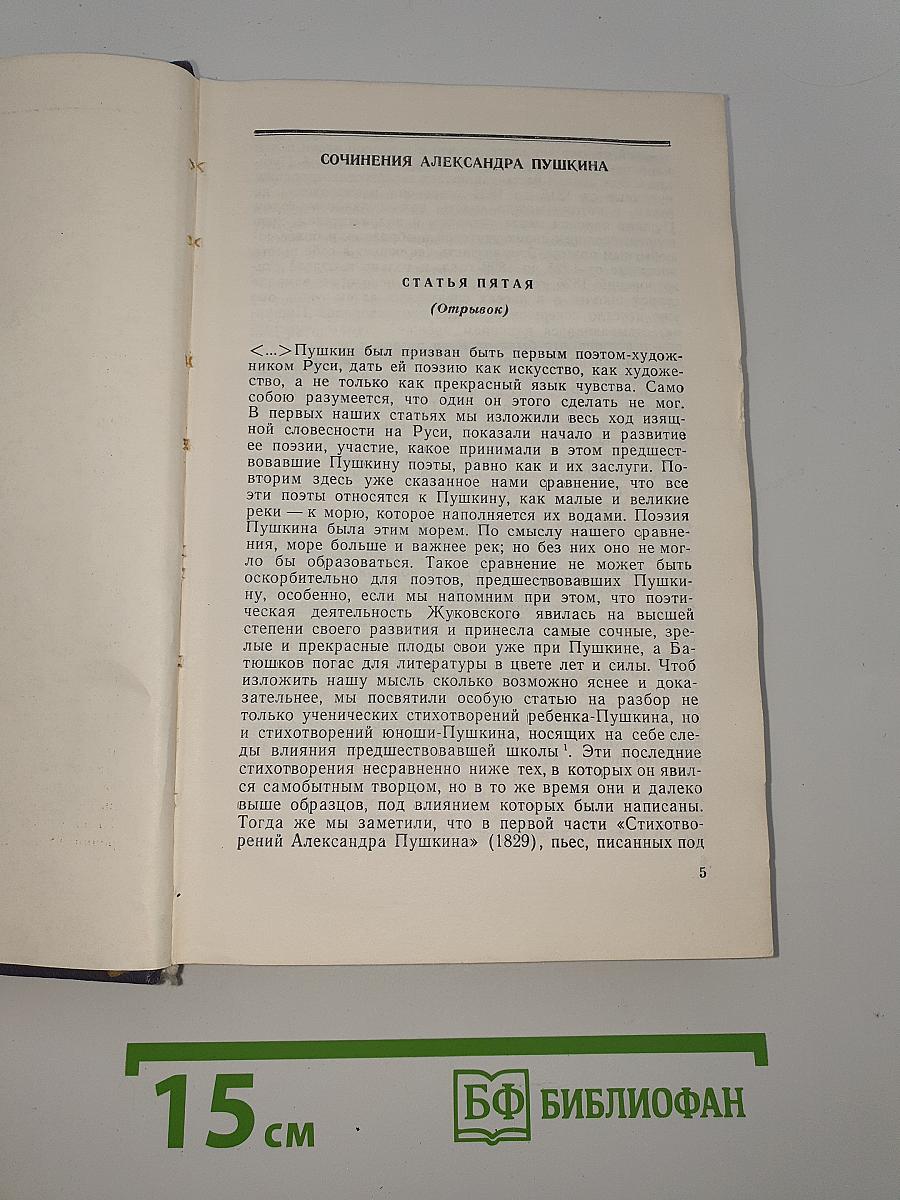 СОЧИНЕНИЯ АЛЕКСАНДРА ПУШКИНА
СТАТЬЯ ПЯТАЯ
(Отрывок)
<...>Пушкин был призван быть первым поэтом-худож-
ником Руси, дать ей поэзию как искусство, как художе-
ство, а не только как прекрасный язык чувства. Само
собою разумеется, что один он этого сделать не мог.
В первых наших статьях мы изложили весь ход изящ-
ной словесности на Руси, показали начало и развитие
ее поэзии, участие, какое принимали в этом предшест-
вовавшие Пушкину поэты, равно как и их заслуги. По-
вторим здесь уже сказанное нами сравнение, что все
эти поэты относятся к Пушкину, как малые и великие
реки — к морю, которое наполняется их водами. Поэзия
Пушкина была этим морем. По смыслу нашего сравне-
ния, море больше и важнее рек; но без них оно не мог-
ло бы образоваться. Такое сравнение не может быть
оскорбительно для поэтов, предшествовавших Пушки-
ну, особенно, если мы напомним при этом, что поэти-
ческая деятельность Жуковского явилась на высшей
степени своего развития и принесла самые сочные, зре-
лые и прекрасные плоды свои уже при Пушкине, а Ба-
тюшков погас для литературы в цвете лет и силы. Чтоб
изложить нашу мысль сколько возможно яснее и дока-
зательнее, мы посвятили особую статью на разбор не
только ученических стихотворений ребенка-Пушкина, но
и стихотворений юноши-Пушкина, носящих на себе сле-
ды влияния предшествовавшей школы¹. Эти последние
стихотворения несравненно ниже тех, в которых он явил-
ся самобытным творцом, но в то же время они и далеко
выше образцов, под влиянием которых были написаны.
Тогда же мы заметили, что в первой части «Стихотво-
рений Александра Пушкина» (1829), пьес, писанных под
5
15 см
БФ БИБЛИОФАН